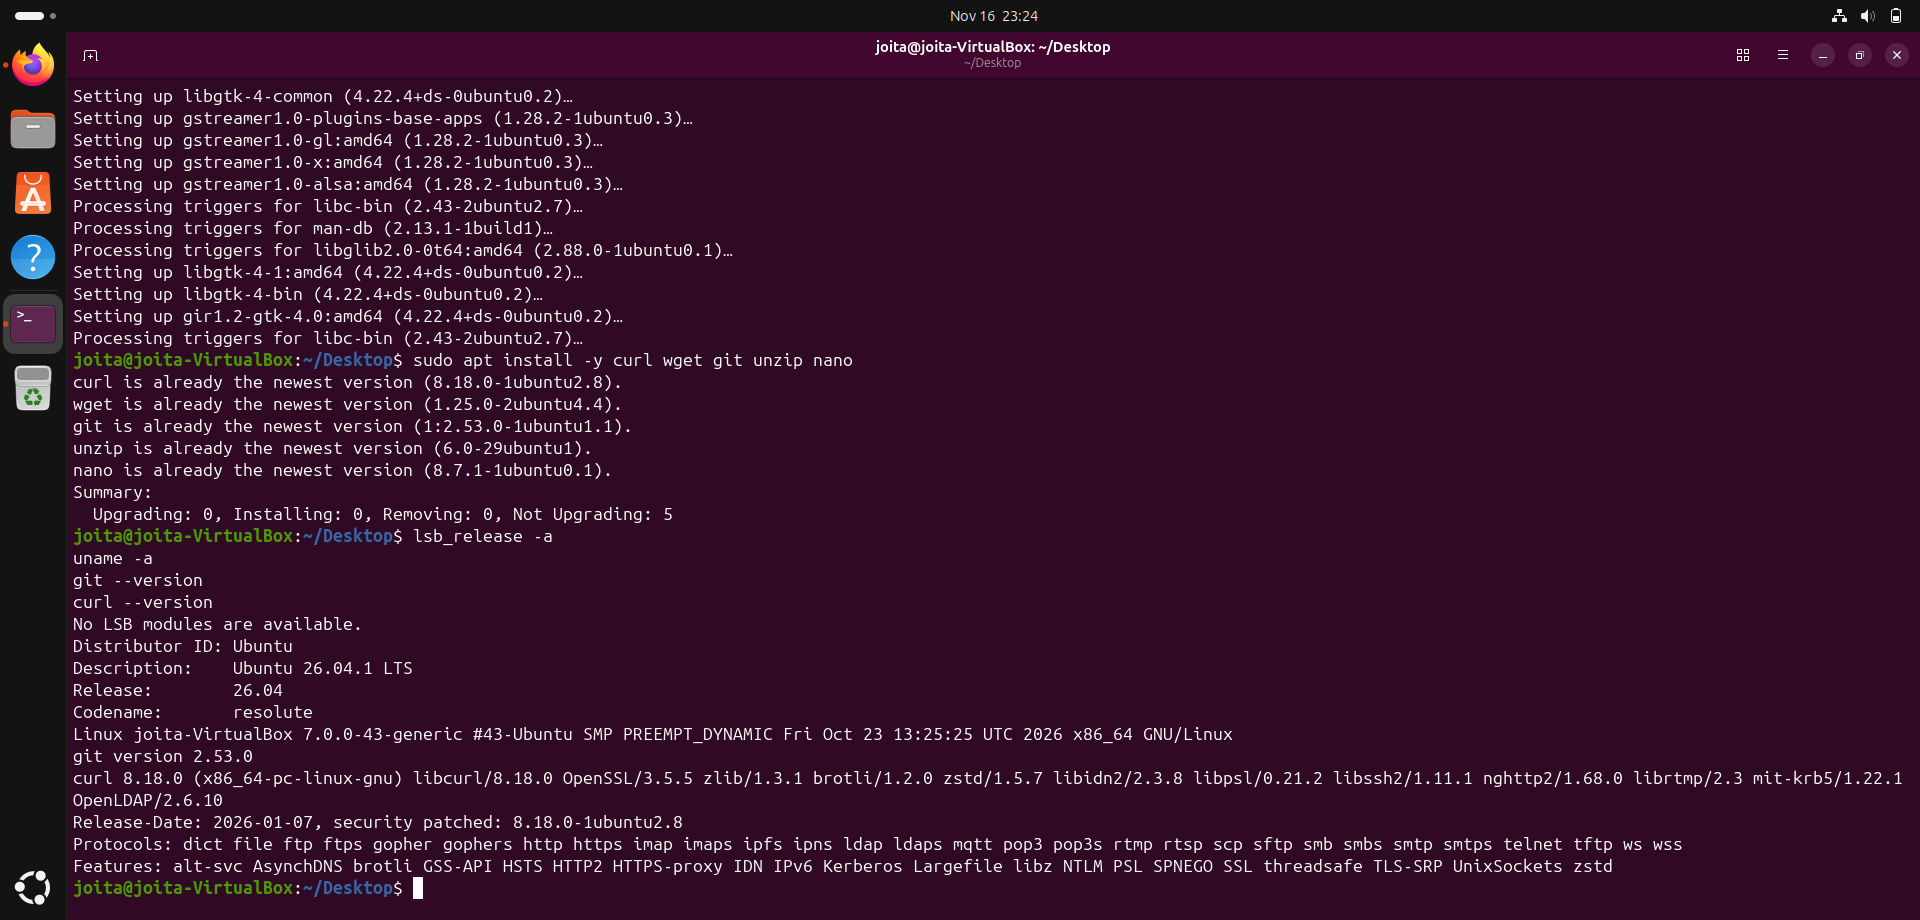 Nov 16 23:24
joita@joita-VirtualBox: ~/Desktop
~/Desktop
Setting up libgtk-4-common (4.22.4+ds-0ubuntu0.2)…
Setting up gstreamer1.0-plugins-base-apps (1.28.2-1ubuntu0.3)…
Setting up gstreamer1.0-gl:amd64 (1.28.2-1ubuntu0.3)…
Setting up gstreamer1.0-x:amd64 (1.28.2-1ubuntu0.3)…
Setting up gstreamer1.0-alsa:amd64 (1.28.2-1ubuntu0.3)…
Processing triggers for libc-bin (2.43-2ubuntu2.7)…
Processing triggers for man-db (2.13.1-1build1)…
Processing triggers for libglib2.0-0t64:amd64 (2.88.0-1ubuntu0.1)…
Setting up libgtk-4-1:amd64 (4.22.4+ds-0ubuntu0.2)…
Setting up libgtk-4-bin (4.22.4+ds-0ubuntu0.2)…
Setting up gir1.2-gtk-4.0:amd64 (4.22.4+ds-0ubuntu0.2)…
Processing triggers for libc-bin (2.43-2ubuntu2.7)…
joita@joita-VirtualBox:~/Desktop$ sudo apt install -y curl wget git unzip nano
curl is already the newest version (8.18.0-1ubuntu2.8).
wget is already the newest version (1.25.0-2ubuntu4.4).
git is already the newest version (1:2.53.0-1ubuntu1.1).
unzip is already the newest version (6.0-29ubuntu1).
nano is already the newest version (8.7.1-1ubuntu0.1).
Summary:
  Upgrading: 0, Installing: 0, Removing: 0, Not Upgrading: 5
joita@joita-VirtualBox:~/Desktop$ lsb_release -a
uname -a
git --version
curl --version
No LSB modules are available.
Distributor ID: Ubuntu
Description:    Ubuntu 26.04.1 LTS
Release:        26.04
Codename:       resolute
Linux joita-VirtualBox 7.0.0-43-generic #43-Ubuntu SMP PREEMPT_DYNAMIC Fri Oct 23 13:25:25 UTC 2026 x86_64 GNU/Linux
git version 2.53.0
curl 8.18.0 (x86_64-pc-linux-gnu) libcurl/8.18.0 OpenSSL/3.5.5 zlib/1.3.1 brotli/1.2.0 zstd/1.5.7 libidn2/2.3.8 libpsl/0.21.2 libssh2/1.11.1 nghttp2/1.68.0 librtmp/2.3 mit-krb5/1.22.1
OpenLDAP/2.6.10
Release-Date: 2026-01-07, security patched: 8.18.0-1ubuntu2.8
Protocols: dict file ftp ftps gopher gophers http https imap imaps ipfs ipns ldap ldaps mqtt pop3 pop3s rtmp rtsp scp sftp smb smbs smtp smtps telnet tftp ws wss
Features: alt-svc AsynchDNS brotli GSS-API HSTS HTTP2 HTTPS-proxy IDN IPv6 Kerberos Largefile libz NTLM PSL SPNEGO SSL threadsafe TLS-SRP UnixSockets zstd
joita@joita-VirtualBox:~/Desktop$